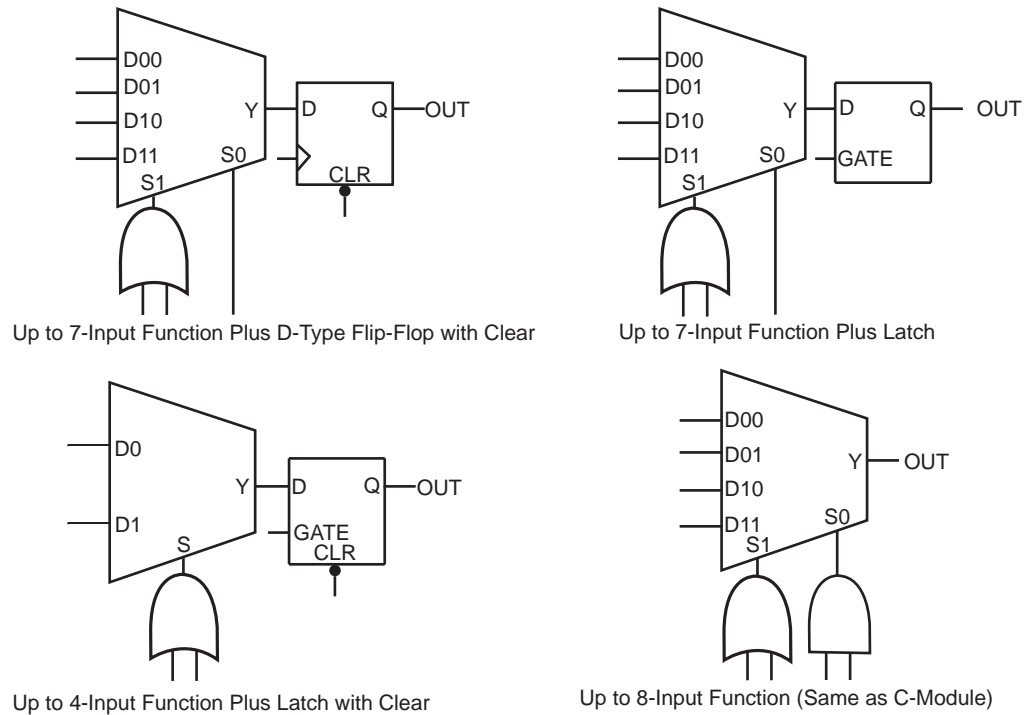 D00
D01
D10
D11
S1
S0
Y
D
Q
CLR
OUT
Up to 7-Input Function Plus D-Type Flip-Flop with Clear
D00
D01
D10
D11
S1
S0
Y
D
Q
GATE
OUT
Up to 7-Input Function Plus Latch
D0
D1
S
Y
D
Q
GATE
CLR
OUT
Up to 4-Input Function Plus Latch with Clear
D00
D01
D10
D11
S1
S0
Y
OUT
Up to 8-Input Function (Same as C-Module)